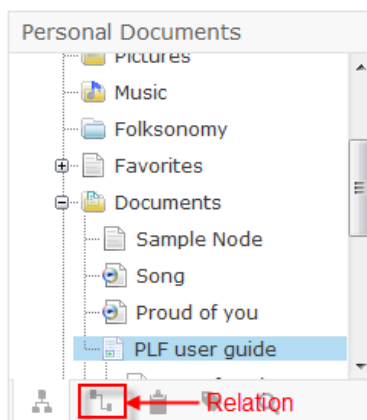 Personal Documents
Pictures
Music
Folksonomy
Favorites
Documents
Sample Node
Song
Proud of you
PLF user guide
Relation